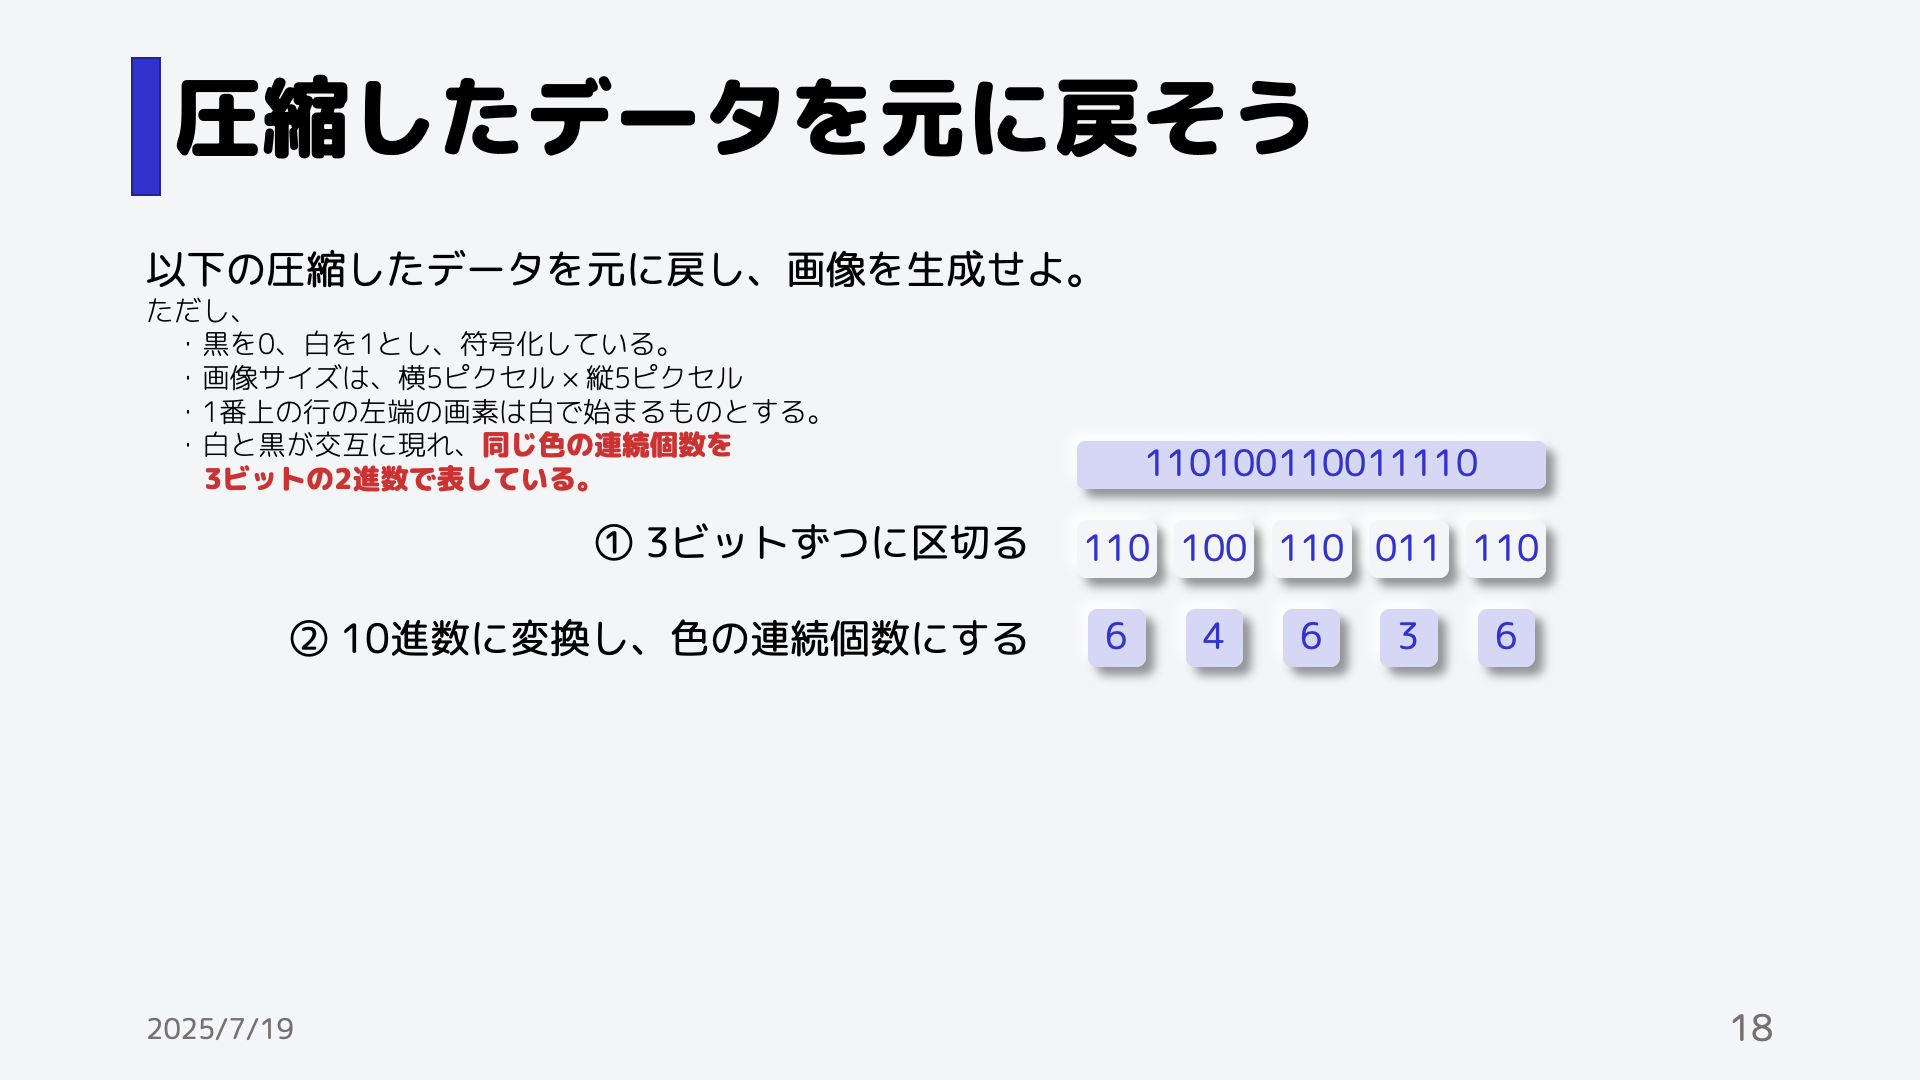 圧縮したデータを元に戻そう
以下の圧縮したデータを元に戻し、画像を生成せよ。
ただし、
・黒を0、白を1とし、符号化している。
・画像サイズは、横5ピクセル×縦5ピクセル
・1番上の行の左端の画素は白で始まるものとする。
・白と黒が交互に現れ、同じ色の連続個数を
3ビットの2進数で表している。
110100110011110
① 3ビットずつに区切る
110 100 110 011 110
② 10進数に変換し、色の連続個数にする
6 4 6 3 6
2025/7/19
18